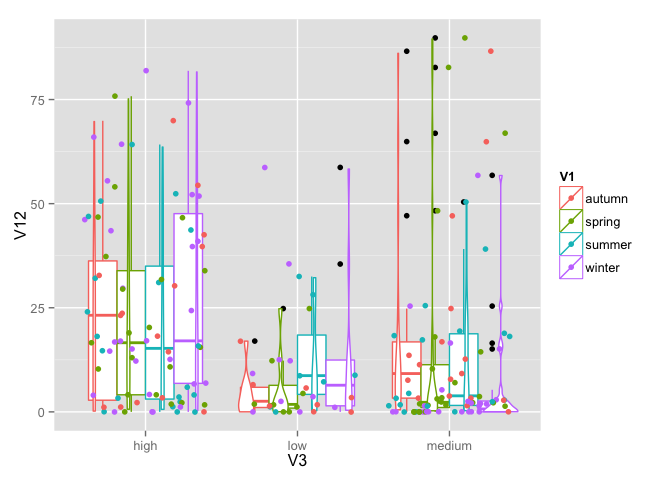 75
50
25
0
V12
high
low
medium
V3
V1
autumn
spring
summer
winter